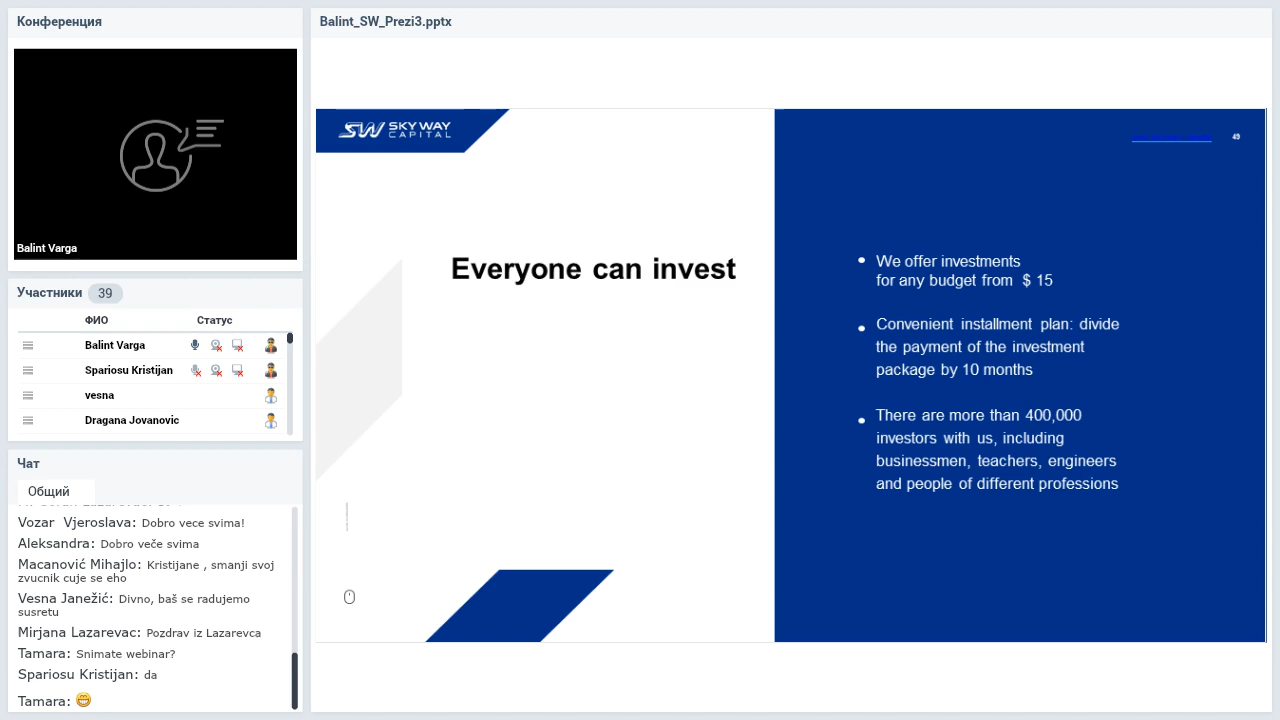 Конференция
Balint Varga
Участники 39
ФИО Статус
Balint Varga
Spariosu Kristijan
vesna
Dragana Jovanovic
Чат
Общий
Vozar Vjeroslava: Dobro vece svima!
Aleksandra: Dobro veče svima
Macanović Mihajlo: Kristijane , smanji svoj
zvucnik cuje se eho
Vesna Janežić: Divno, baš se radujemo
susretu
Mirjana Lazarevac: Pozdrav iz Lazarevca
Tamara: Snimate webinar?
Spariosu Kristijan: da
Tamara: 😁
Balint_SW_Prezi3.pptx
SW SKY WAY
CAPITAL
49
Everyone can invest
• We offer investments
for any budget from $ 15
• Convenient installment plan: divide
the payment of the investment
package by 10 months
• There are more than 400,000
investors with us, including
businessmen, teachers, engineers
and people of different professions